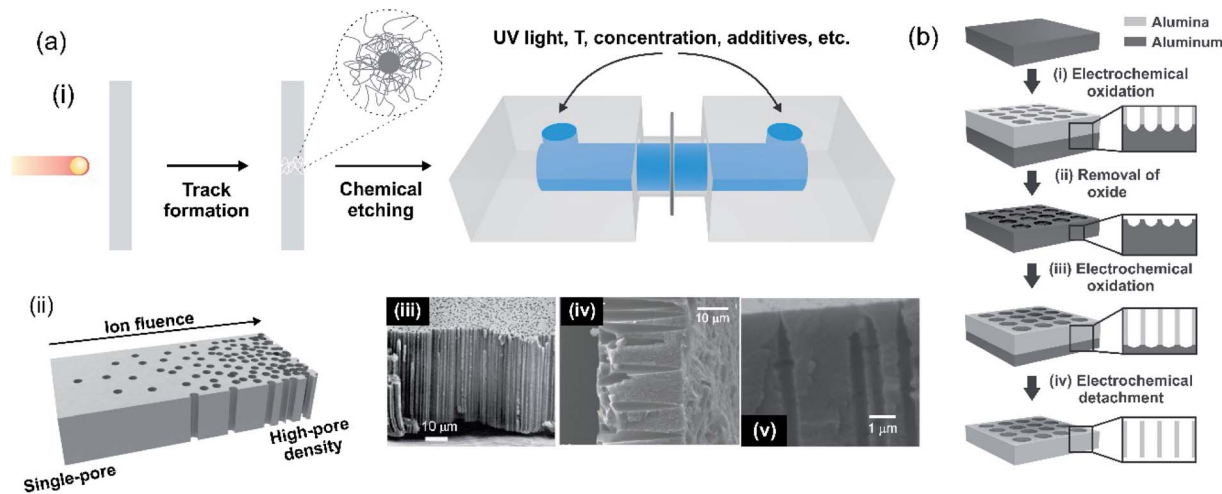 (a)
UV light, T, concentration, additives, etc.
(i)
Track
formation
Chemical
etching
(ii)
Ion fluence
Single-pore
High-pore
density
(iii)
10 μm
(iv)
10 μm
(v)
1 μm
(b)
Alumina
Aluminum
(i) Electrochemical
oxidation
(ii) Removal of
oxide
(iii) Electrochemical
oxidation
(iv) Electrochemical
detachment